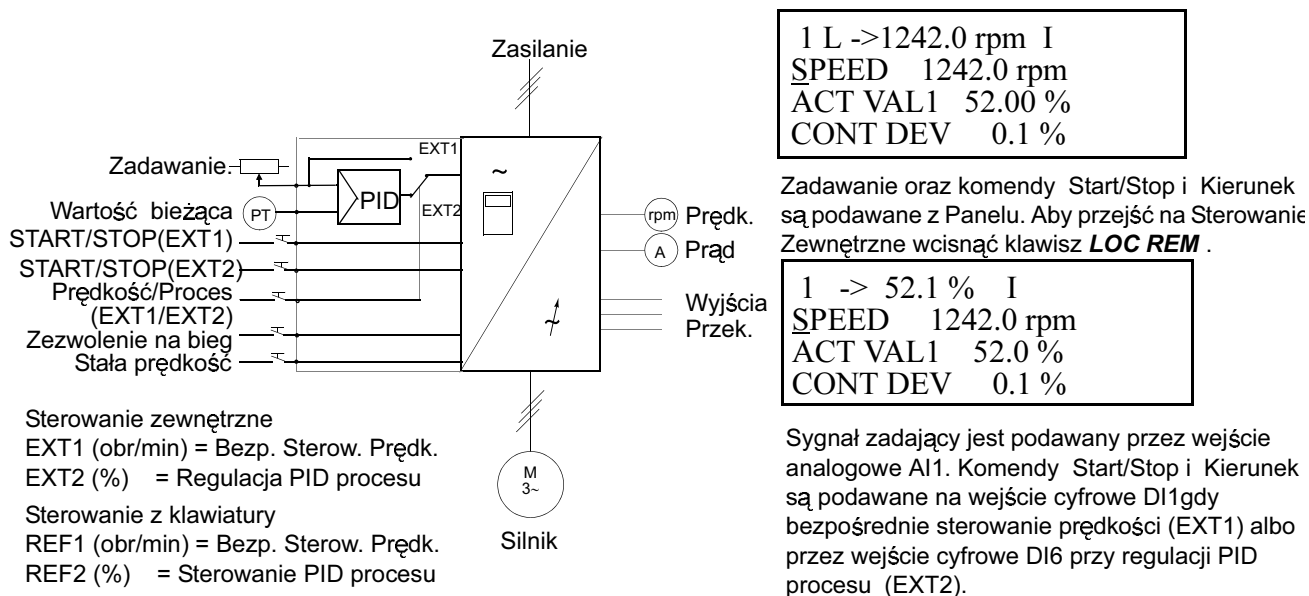 Zasilanie
EXT1
Zadawanie.
~
PID
Wartość bieżąca
PT
EXT2
START/STOP(EXT1)
START/STOP(EXT2)
Prędkość/Proces
(EXT1/EXT2)
Zezwolenie na bieg
Stała prędkość
rpm Prędk.
A Prąd
Wyjścia
Przek.
~
M
3~
Silnik
Sterowanie zewnętrzne
EXT1 (obr/min) = Bezp. Sterow. Prędk.
EXT2 (%) = Regulacja PID procesu
Sterowanie z klawiatury
REF1 (obr/min) = Bezp. Sterow. Prędk.
REF2 (%) = Sterowanie PID procesu
1 L ->1242.0 rpm I
SPEED 1242.0 rpm
ACT VAL1 52.00 %
CONT DEV 0.1 %
Zadawanie oraz komendy Start/Stop i Kierunek
są podawane z Panelu. Aby przejść na Sterowanie
Zewnętrzne wcisnąć klawisz LOC REM .
1 -> 52.1 % I
SPEED 1242.0 rpm
ACT VAL1 52.0 %
CONT DEV 0.1 %
Sygnał zadający jest podawany przez wejście
analogowe AI1. Komendy Start/Stop i Kierunek
są podawane na wejście cyfrowe DI1gdy
bezpośrednie sterowanie prędkości (EXT1) albo
przez wejście cyfrowe DI6 przy regulacji PID
procesu (EXT2).